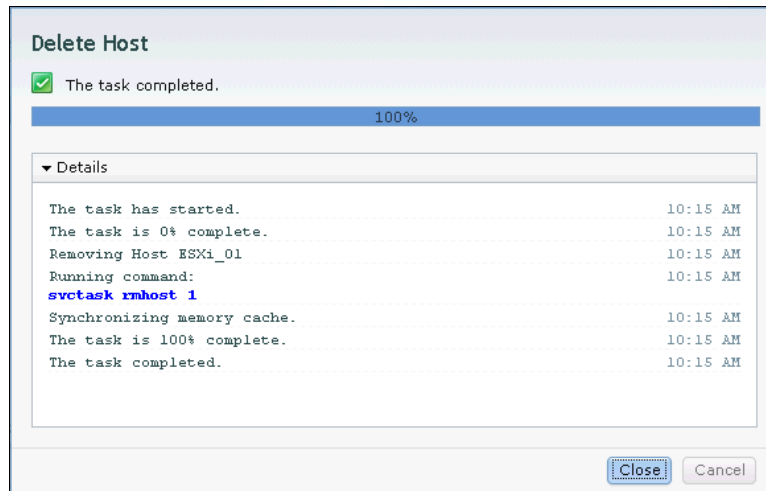 Delete Host
The task completed.
100%
Details
The task has started. 10:15 AM
The task is 0% complete. 10:15 AM
Removing Host ESXi_01 10:15 AM
Running command: 10:15 AM
svctask rmhost 1
Synchronizing memory cache. 10:15 AM
The task is 100% complete. 10:15 AM
The task completed. 10:15 AM
Close Cancel